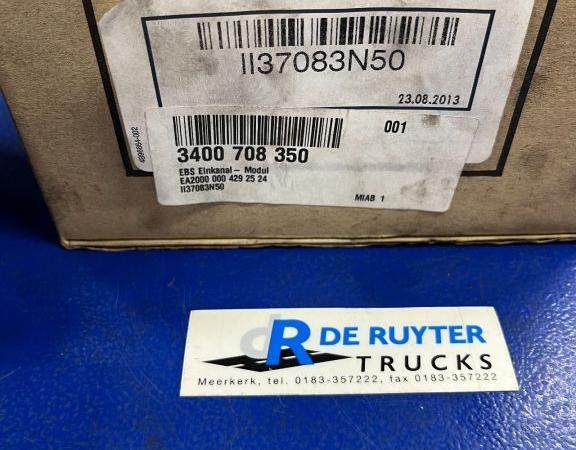 II37083N50
23.08.2013
001
3400 708 350
EBS Einkanal - Modul
EA2000 000 429 25 24
II37083N50
MIAB 1
dR DE RUYTER
TRUCKS
Meerkerk, tel. 0183-357222, fax 0183-357222